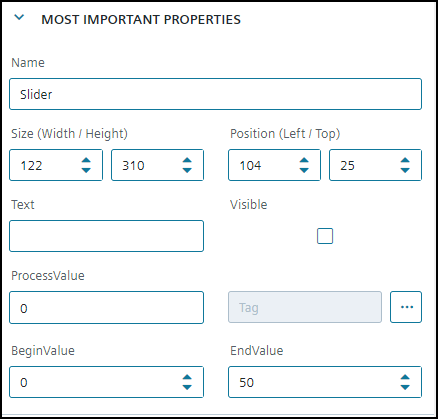 MOST IMPORTANT PROPERTIES
Name
Slider
Size (Width / Height) Position (Left / Top)
122 310 104 25
Text Visible
ProcessValue
0 Tag ...
BeginValue EndValue
0 50